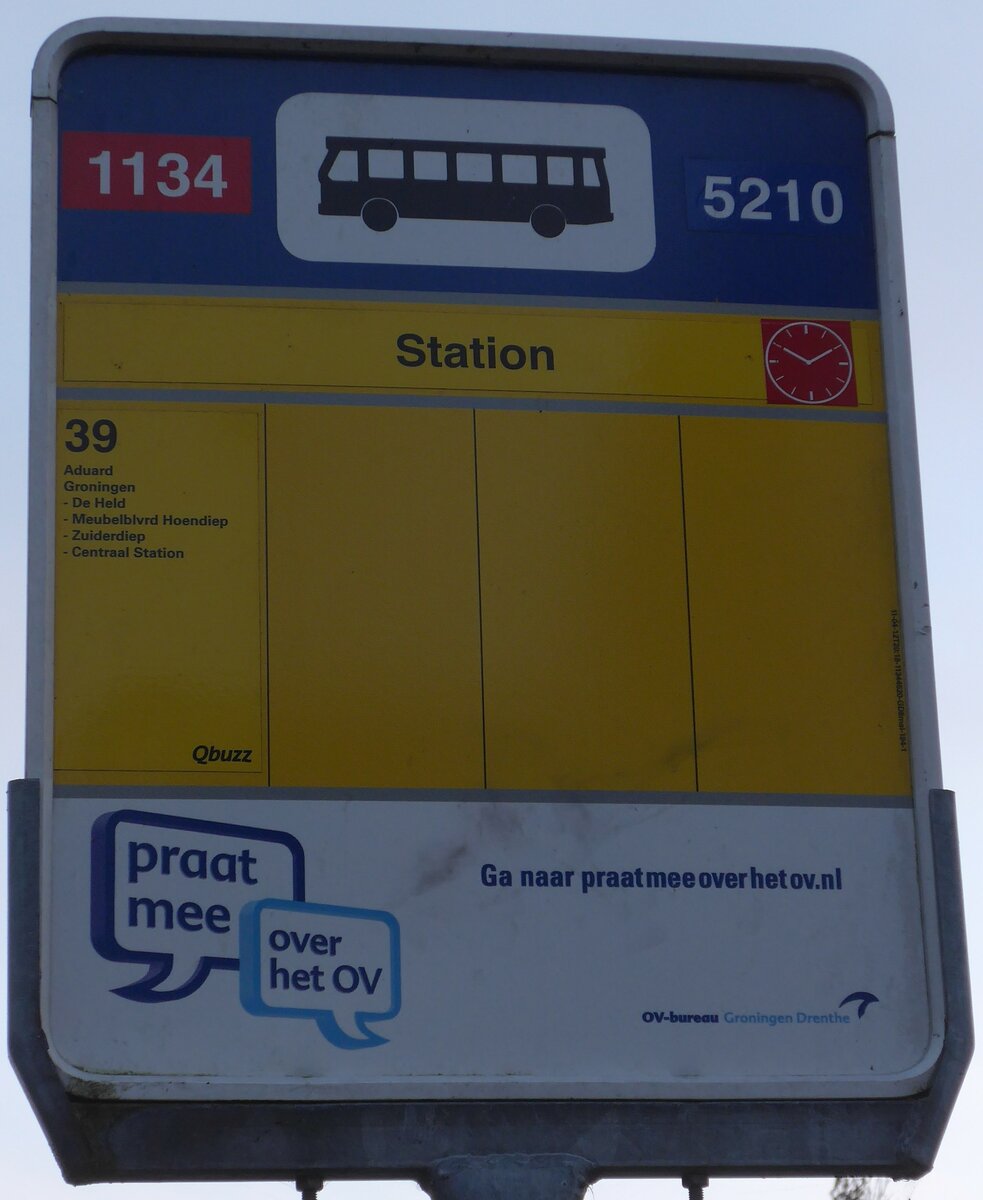 1134
5210
Station
39
Aduard
Groningen
- De Held
- Meubelblvrd Hoendiep
- Zuiderdiep
- Centraal Station
Qbuzz
praat
mee
over
het OV
Ga naar praatmeeoverhetov.nl
OV-bureau Groningen Drenthe